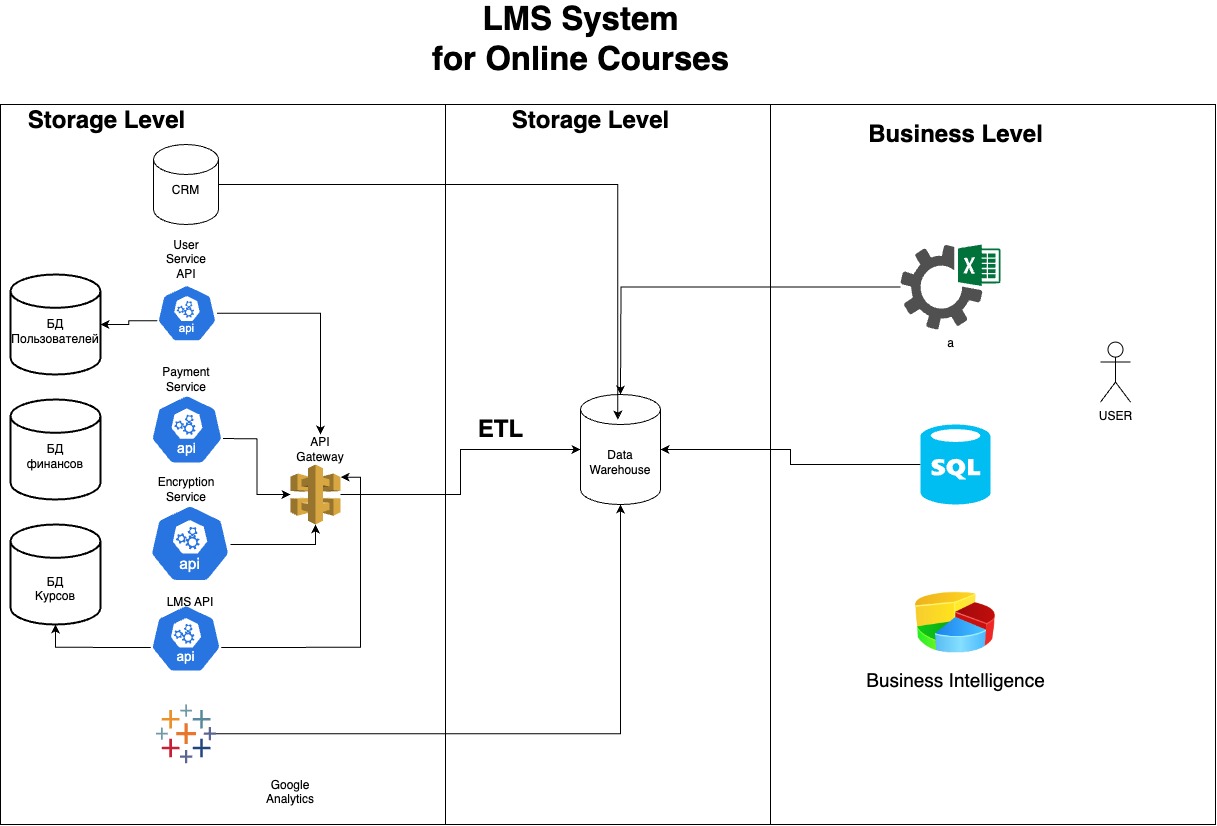 LMS System
for Online Courses
Storage Level
Storage Level
Business Level
CRM
User
Service
API
api
БД
Пользователей
Payment
Service
api
БД
финансов
API
Gateway
ETL
Data
Warehouse
Encryption
Service
api
БД
Курсов
LMS API
api
Google
Analytics
X
a
USER
SQL
Business Intelligence